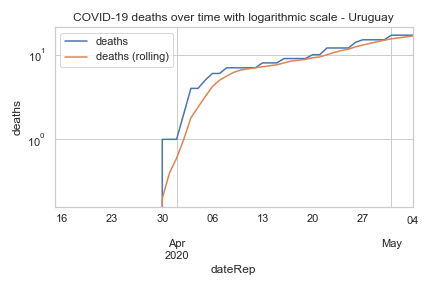 COVID-19 deaths over time with logarithmic scale - Uruguay
deaths
deaths (rolling)
deaths
10^1
10^0
16 23 30 06 13 20 27 04
Apr May
2020
dateRep